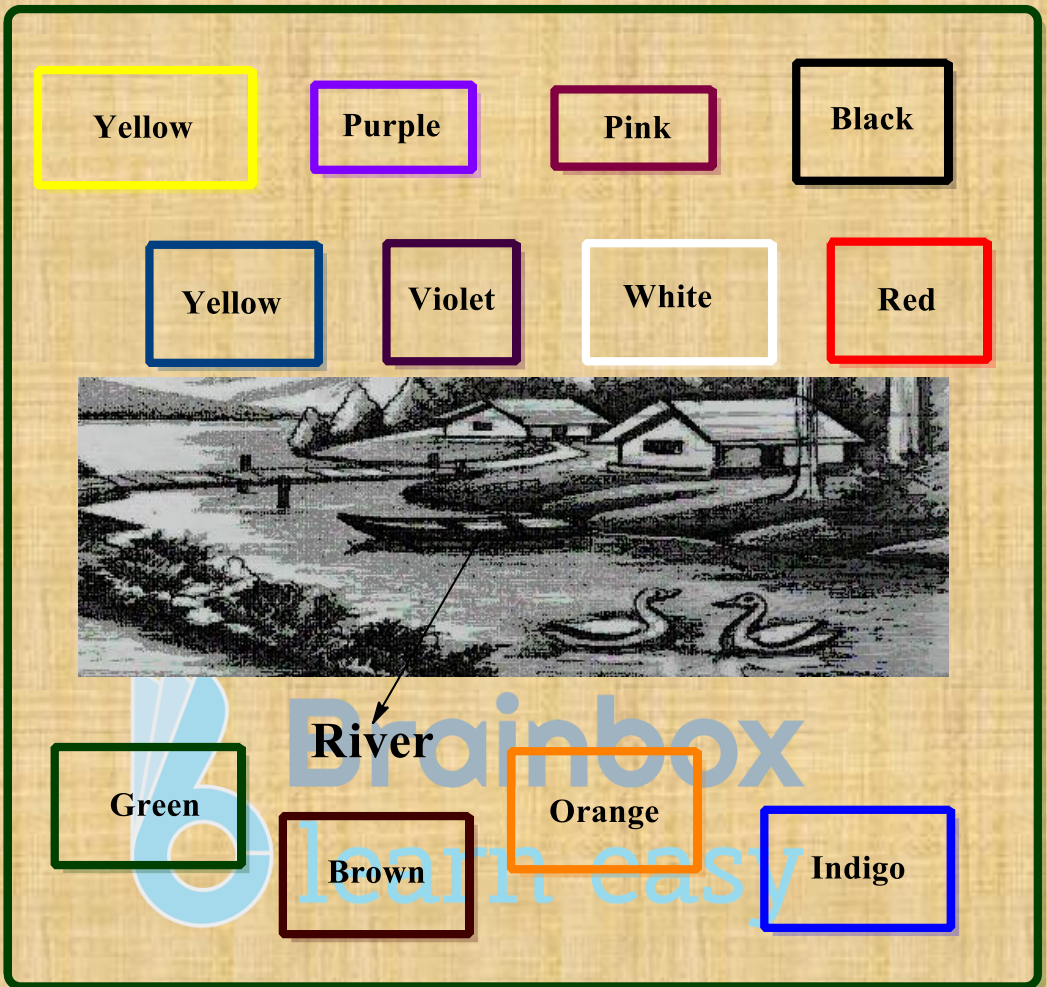 Yellow
Purple
Pink
Black
Yellow
Violet
White
Red
River
Brainbox
learn easy
Green
Brown
Orange
Indigo